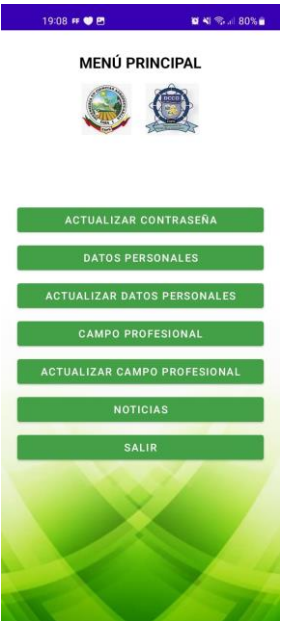 19:08
80%
MENÚ PRINCIPAL
ACTUALIZAR CONTRASEÑA
DATOS PERSONALES
ACTUALIZAR DATOS PERSONALES
CAMPO PROFESIONAL
ACTUALIZAR CAMPO PROFESIONAL
NOTICIAS
SALIR